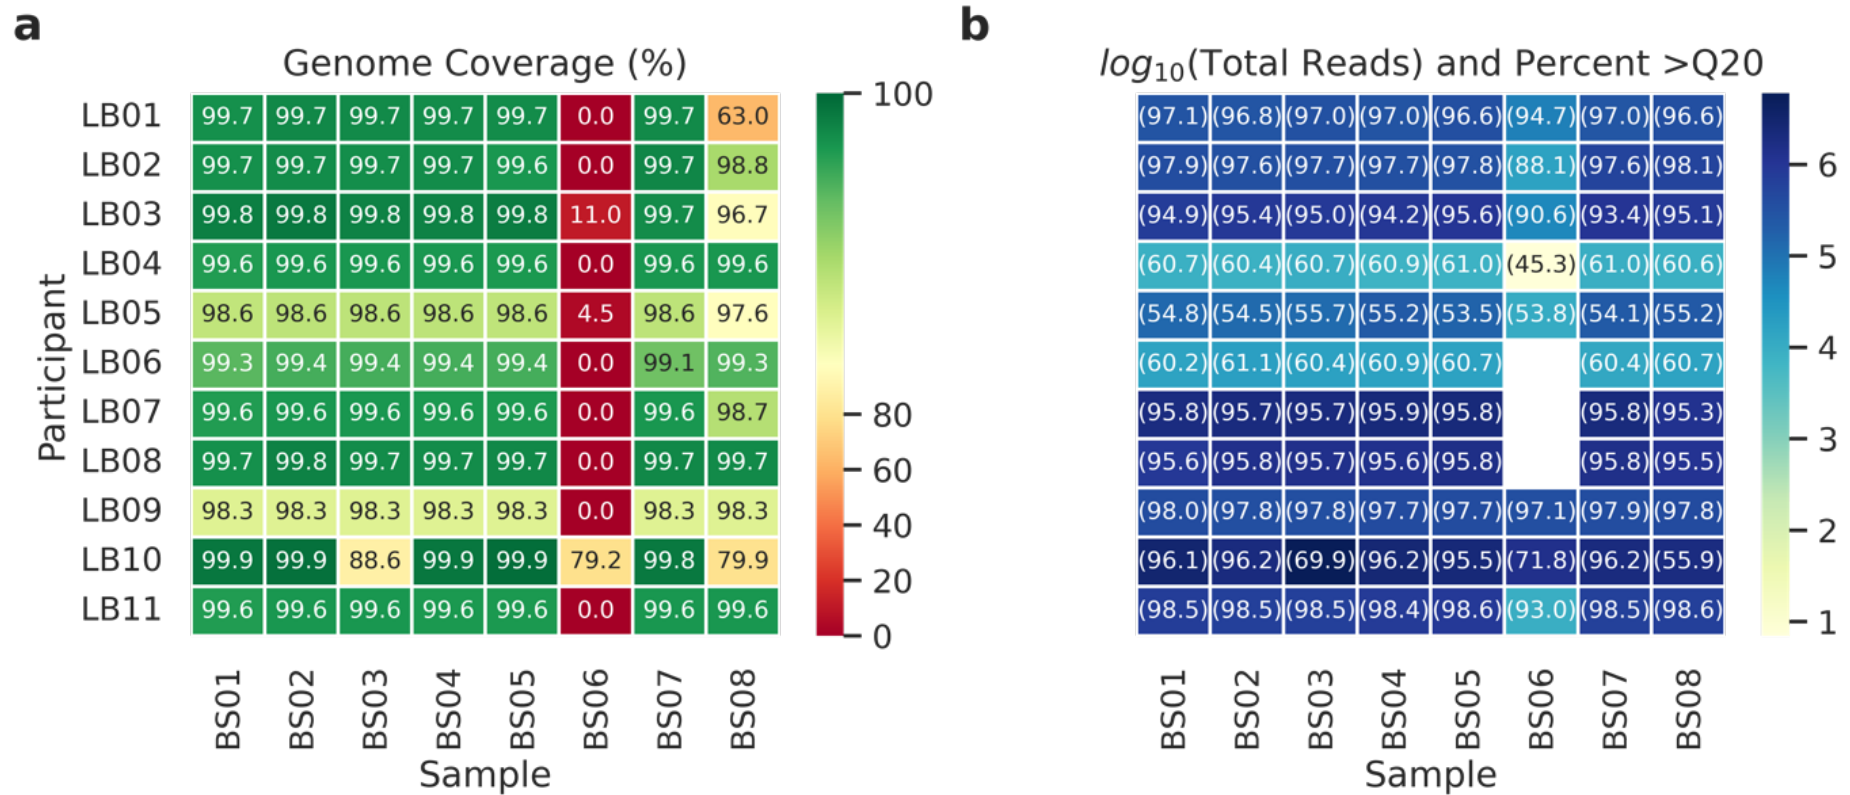 a
Genome Coverage (%)
Participant
LB01 99.7 99.7 99.7 99.7 99.7 0.0 99.7 63.0
LB02 99.7 99.7 99.7 99.7 99.6 0.0 99.7 98.8
LB03 99.8 99.8 99.8 99.8 99.8 11.0 99.7 96.7
LB04 99.6 99.6 99.6 99.6 99.6 0.0 99.6 99.6
LB05 98.6 98.6 98.6 98.6 98.6 4.5 98.6 97.6
LB06 99.3 99.4 99.4 99.4 99.4 0.0 99.1 99.3
LB07 99.6 99.6 99.6 99.6 99.6 0.0 99.6 98.7
LB08 99.7 99.8 99.7 99.7 99.7 0.0 99.7 99.7
LB09 98.3 98.3 98.3 98.3 98.3 0.0 98.3 98.3
LB10 99.9 99.9 88.6 99.9 99.9 79.2 99.8 79.9
LB11 99.6 99.6 99.6 99.6 99.6 0.0 99.6 99.6
BS01 BS02 BS03 BS04 BS05 BS06 BS07 BS08
Sample
100
80
60
40
20
0
b
log10(Total Reads) and Percent >Q20
(97.1) (96.8) (97.0) (97.0) (96.6) (94.7) (97.0) (96.6)
(97.9) (97.6) (97.7) (97.7) (97.8) (88.1) (97.6) (98.1)
(94.9) (95.4) (95.0) (94.2) (95.6) (90.6) (93.4) (95.1)
(60.7) (60.4) (60.7) (60.9) (61.0) (45.3) (61.0) (60.6)
(54.8) (54.5) (55.7) (55.2) (53.5) (53.8) (54.1) (55.2)
(60.2) (61.1) (60.4) (60.9) (60.7) (60.4) (60.7)
(95.8) (95.7) (95.7) (95.9) (95.8) (95.8) (95.3)
(95.6) (95.8) (95.7) (95.6) (95.8) (95.8) (95.5)
(98.0) (97.8) (97.8) (97.7) (97.7) (97.1) (97.9) (97.8)
(96.1) (96.2) (69.9) (96.2) (95.5) (71.8) (96.2) (55.9)
(98.5) (98.5) (98.5) (98.4) (98.6) (93.0) (98.5) (98.6)
BS01 BS02 BS03 BS04 BS05 BS06 BS07 BS08
Sample
6
5
4
3
2
1